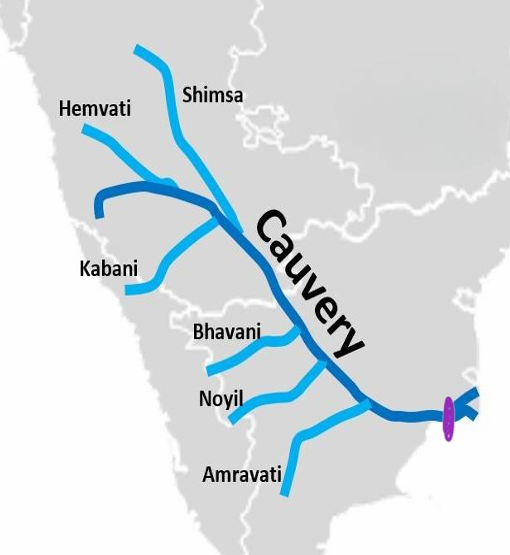 Shimsa
Hemvati
Cauvery
Kabani
Bhavani
Noyil
Amravati